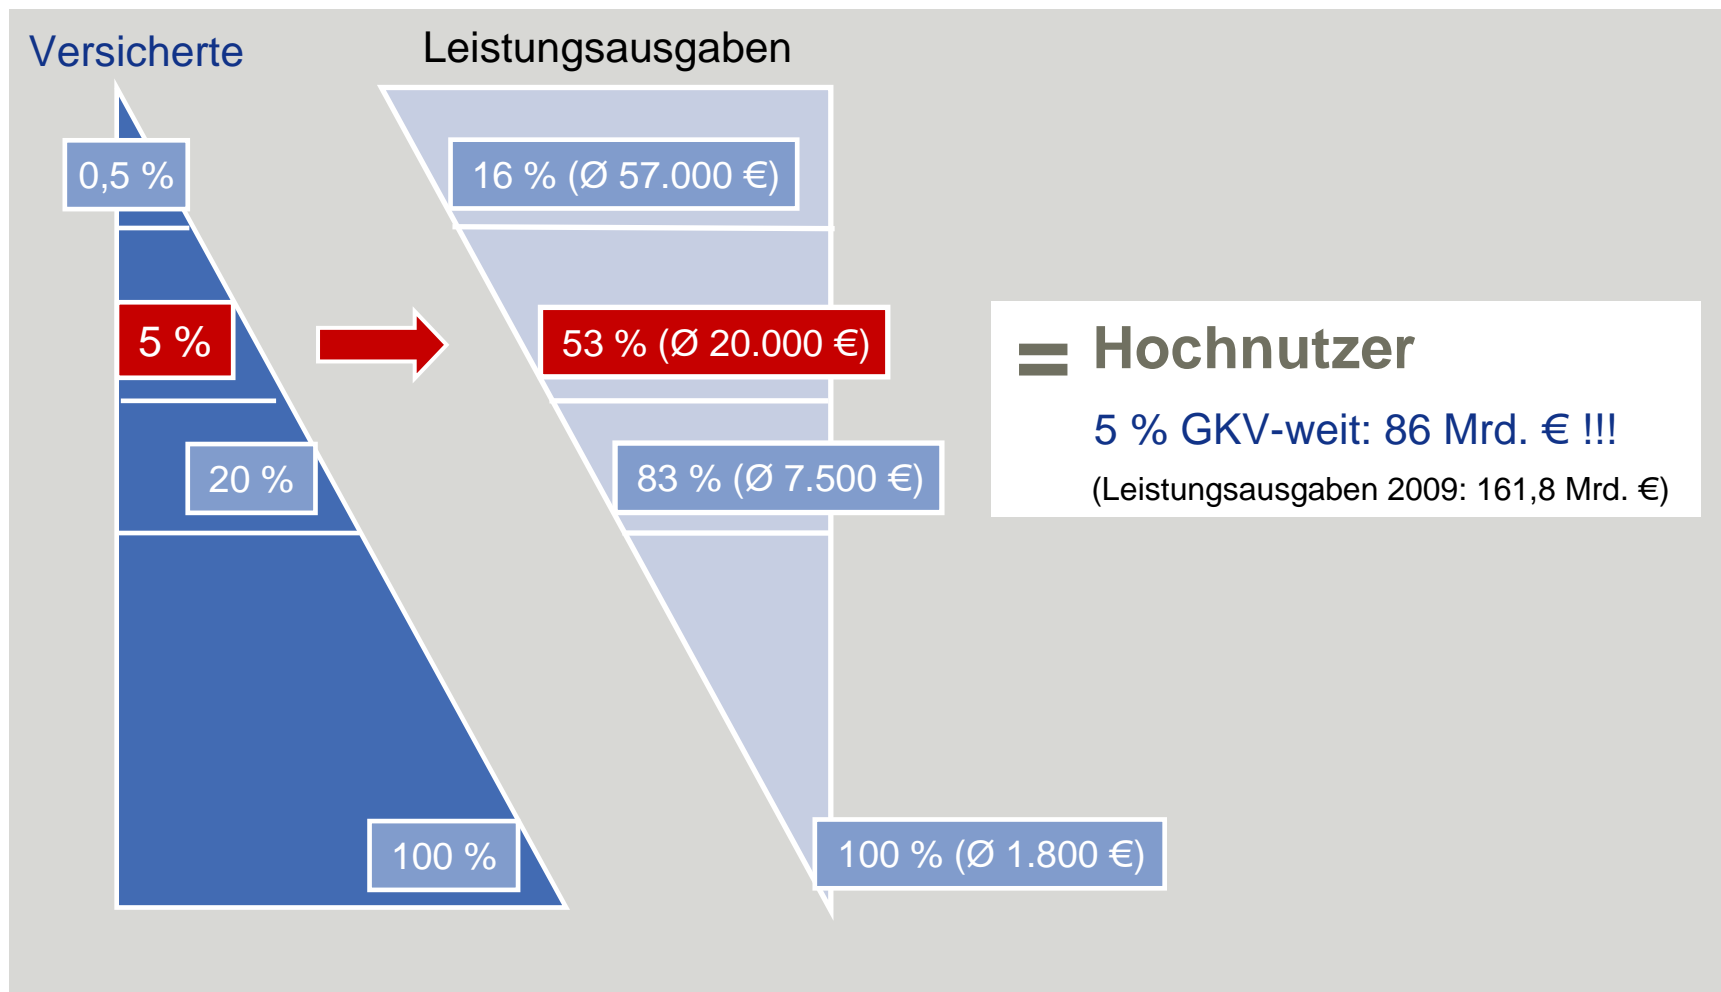 Versicherte
Leistungsausgaben
0,5 %
16 % (Ø 57.000 €)
5 %
53 % (Ø 20.000 €)
20 %
83 % (Ø 7.500 €)
100 %
100 % (Ø 1.800 €)
= Hochnutzer
5 % GKV-weit: 86 Mrd. € !!!
(Leistungsausgaben 2009: 161,8 Mrd. €)